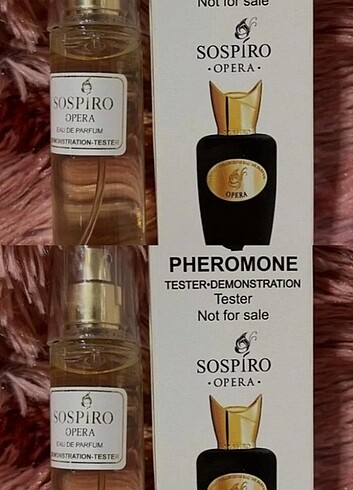 Not for sale
SOSPIRO
·OPERA·
SOSPIRO
OPERA
EAU DE PARFUM
DEMONSTRATION-TESTER
OPERA
PHEROMONE
TESTER•DEMONSTRATION
Tester
Not for sale
SOSPIRO
·OPERA·
SOSPIRO
OPERA
EAU DE PARFUM
DEMONSTRATION-TESTER